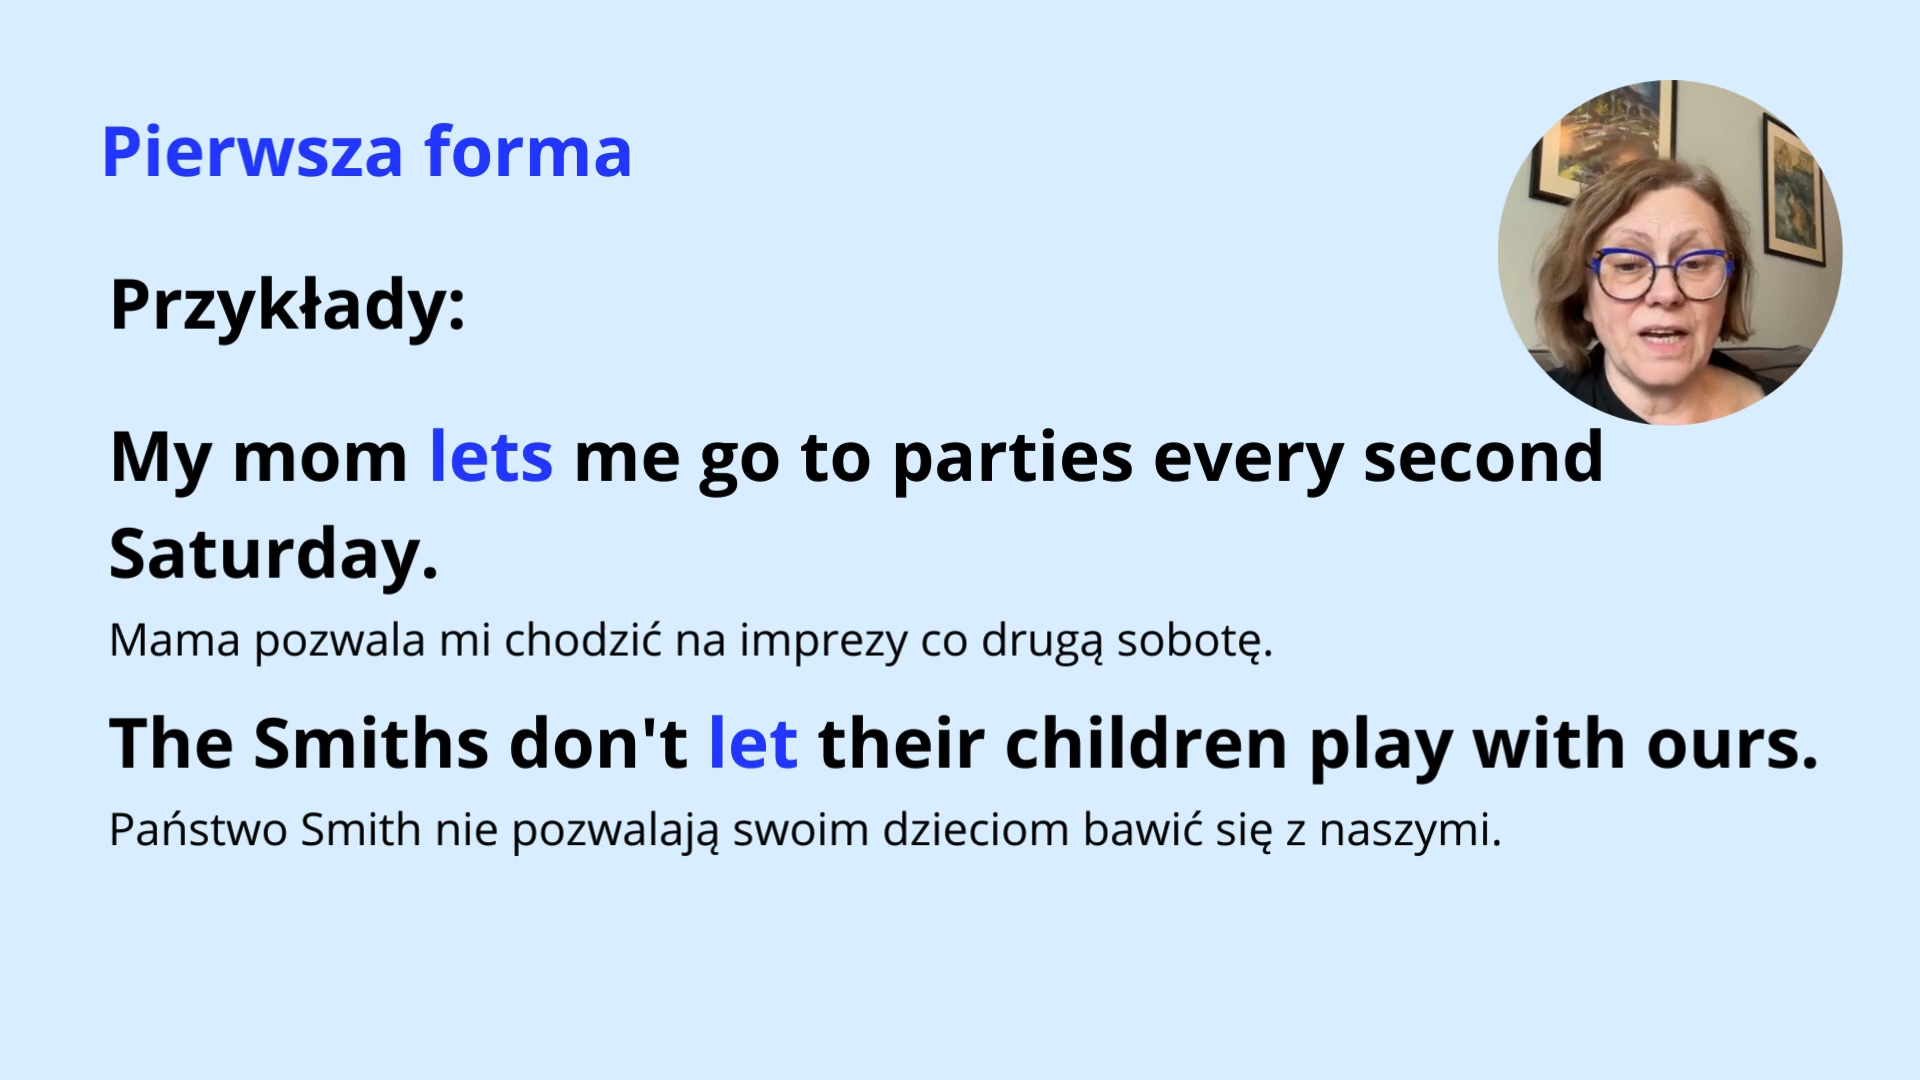 Pierwsza forma
Przykłady:
My mom lets me go to parties every second
Saturday.
Mama pozwala mi chodzić na imprezy co drugą sobotę.
The Smiths don't let their children play with ours.
Państwo Smith nie pozwalają swoim dzieciom bawić się z naszymi.